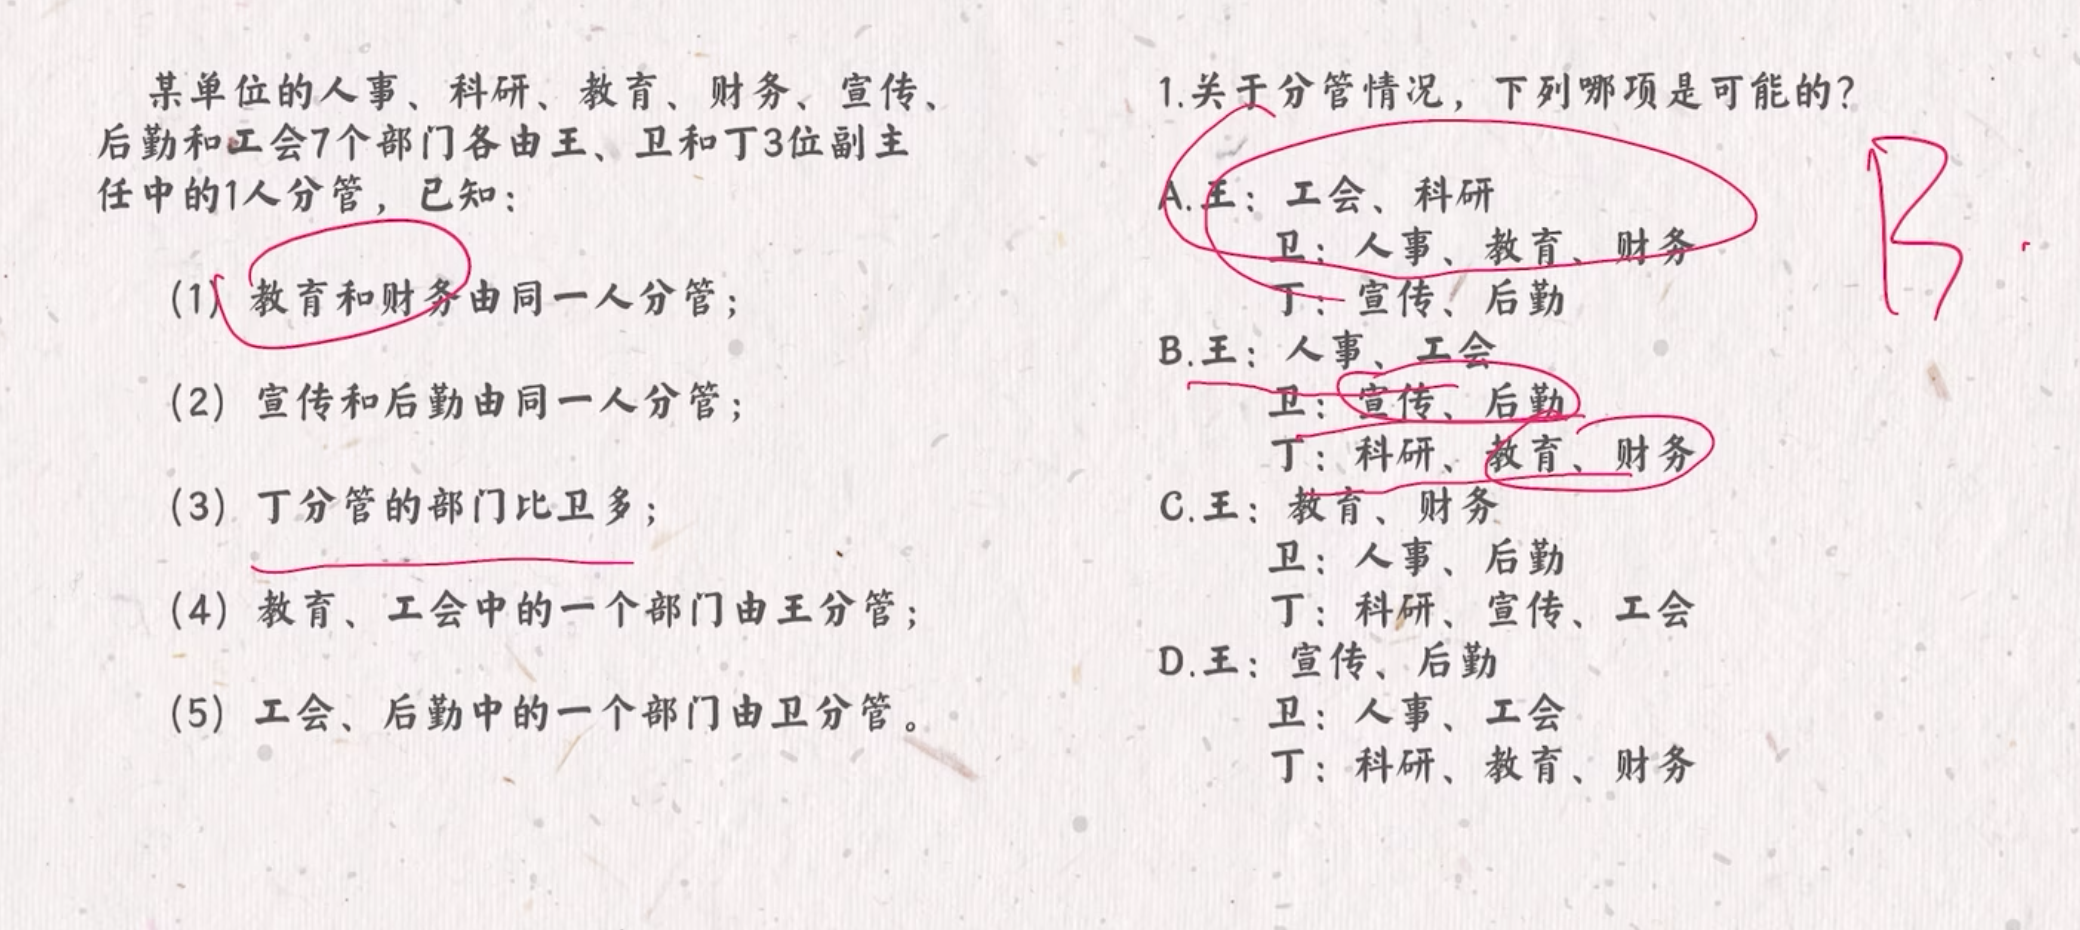 某单位的人事、科研、教育、财务、宣传、
后勤和工会7个部门各由王、卫和丁3位副主
任中的1人分管，已知：
(1) 教育和财务由同一人分管；
(2) 宣传和后勤由同一人分管；
(3) 丁分管的部门比卫多；
(4) 教育、工会中的一个部门由王分管；
(5) 工会、后勤中的一个部门由卫分管。
1.关于分管情况，下列哪项是可能的？
A.王：工会、科研
卫：人事、教育、财务
丁：宣传、后勤
B.王：人事、工会
卫：宣传、后勤
丁：科研、教育、财务
C.王：教育、财务
卫：人事、后勤
丁：科研、宣传、工会
D.王：宣传、后勤
卫：人事、工会
丁：科研、教育、财务
B